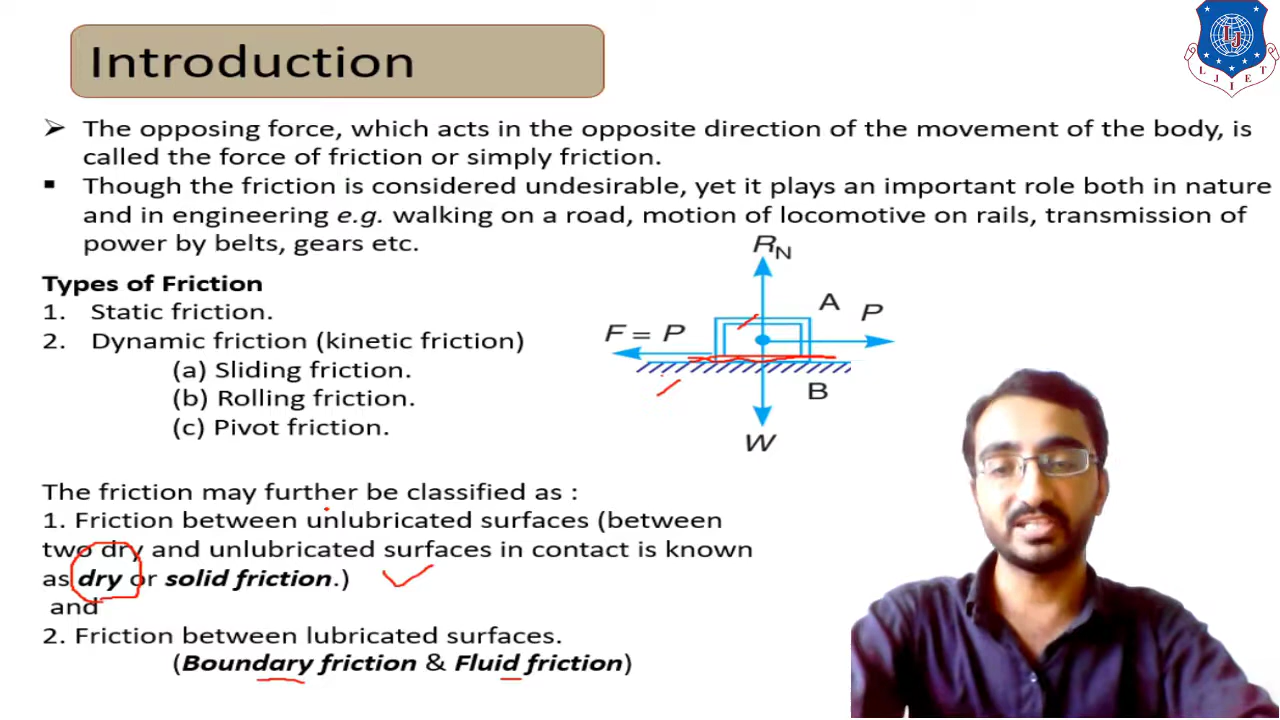 Introduction
L J I E T
LJ
➢ The opposing force, which acts in the opposite direction of the movement of the body, is
called the force of friction or simply friction.
▪ Though the friction is considered undesirable, yet it plays an important role both in nature
and in engineering e.g. walking on a road, motion of locomotive on rails, transmission of
power by belts, gears etc.
Types of Friction
1. Static friction.
2. Dynamic friction (kinetic friction)
(a) Sliding friction.
(b) Rolling friction.
(c) Pivot friction.
RN
A
P
F = P
B
W
The friction may further be classified as :
1. Friction between unlubricated surfaces (between
two dry and unlubricated surfaces in contact is known
as dry or solid friction.)
and
2. Friction between lubricated surfaces.
(Boundary friction & Fluid friction)